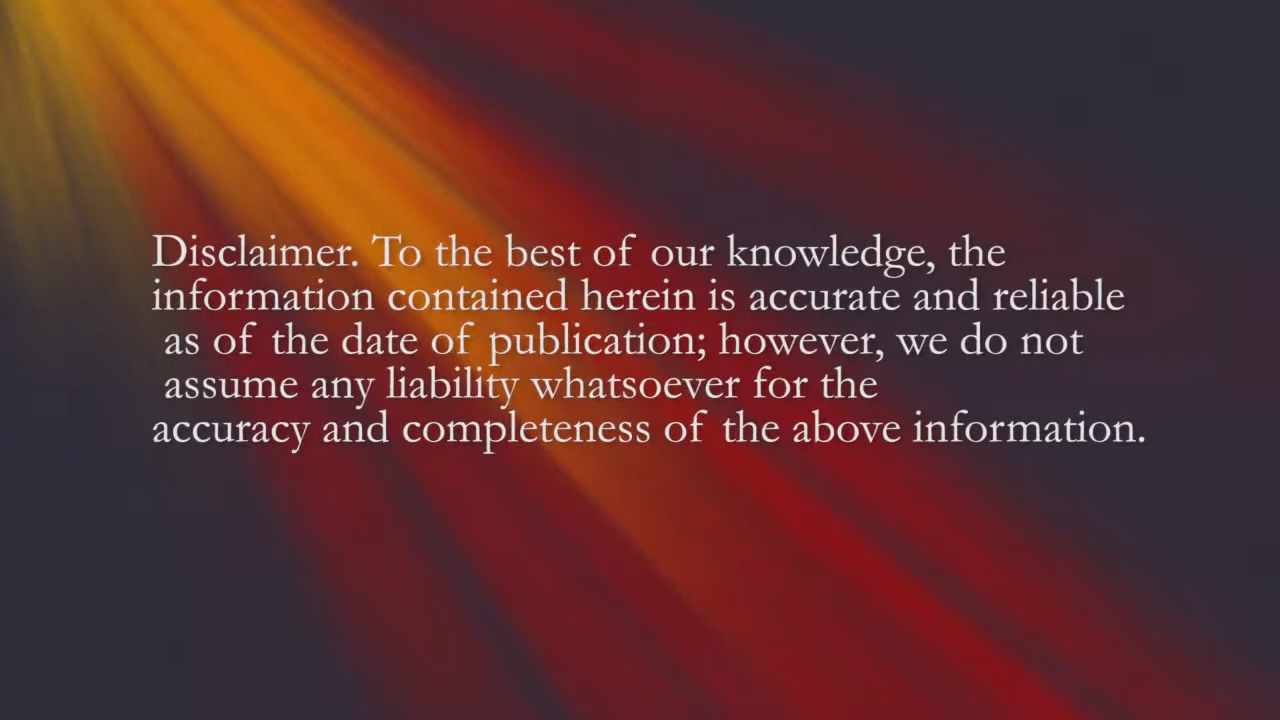 Disclaimer. To the best of our knowledge, the
information contained herein is accurate and reliable
as of the date of publication; however, we do not
assume any liability whatsoever for the
accuracy and completeness of the above information.